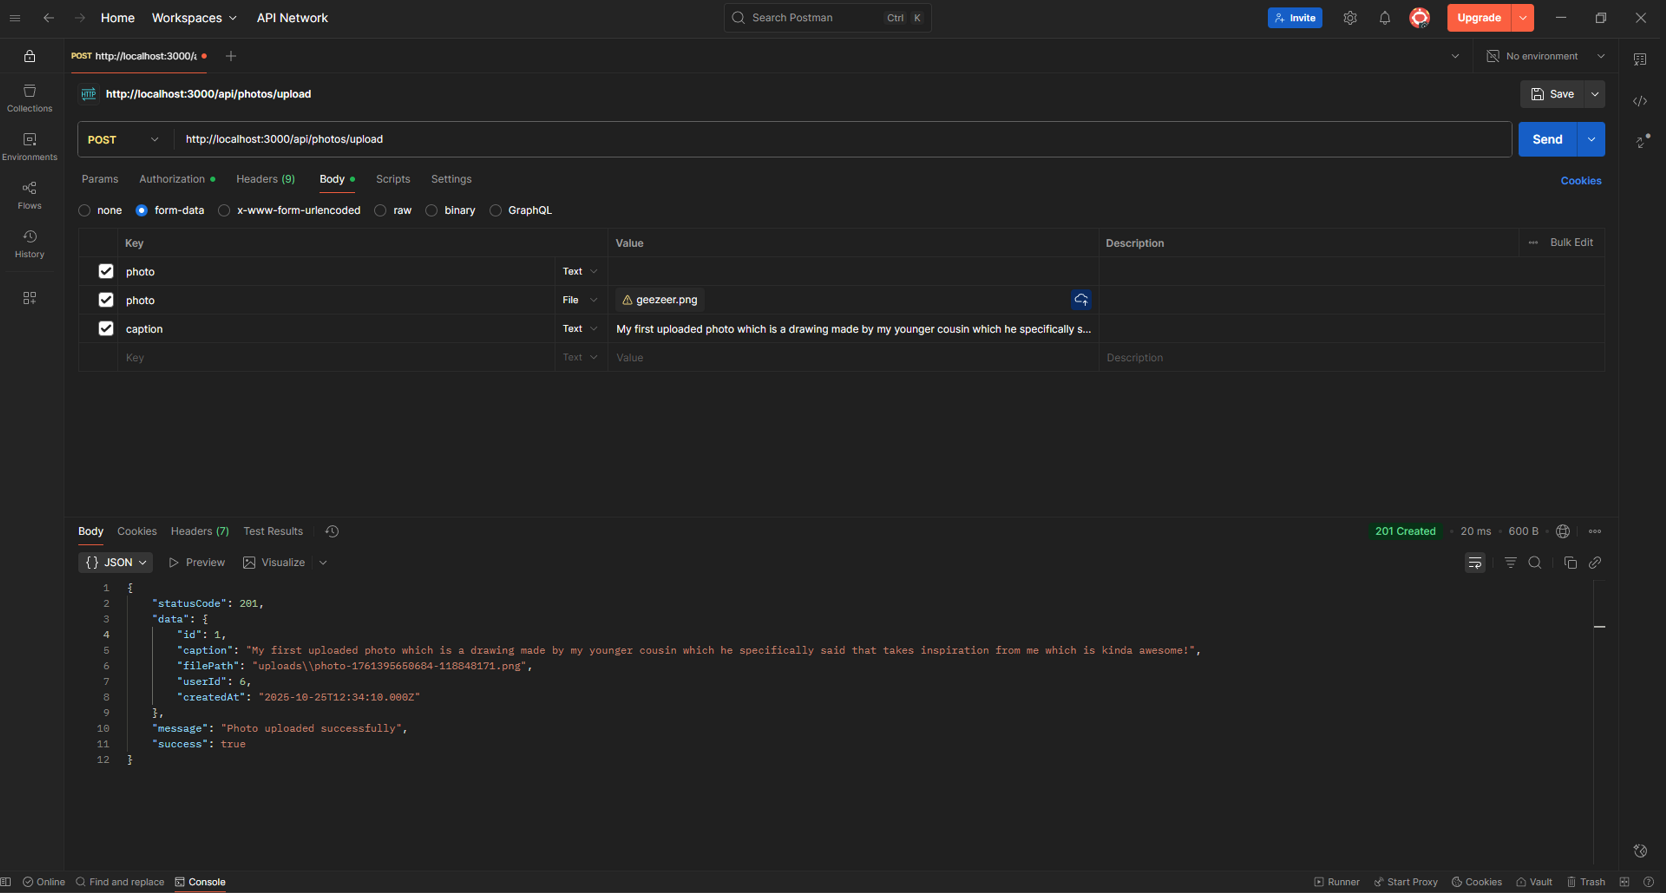 Home Workspaces API Network Search Postman Ctrl K Invite Upgrade
POST http://localhost:3000/a No environment
HTTP http://localhost:3000/api/photos/upload Save
Collections
POST http://localhost:3000/api/photos/upload Send
Environments
Params Authorization Headers (9) Body Scripts Settings Cookies
Flows
none form-data x-www-form-urlencoded raw binary GraphQL
History
Key Value Description Bulk Edit
photo Text
photo File geezeer.png
caption Text My first uploaded photo which is a drawing made by my younger cousin which he specifically s...
Key Text Value Description
Body Cookies Headers (7) Test Results 201 Created 20 ms 600 B
{} JSON Preview Visualize
1 {
2 "statusCode": 201,
3 "data": {
4 "id": 1,
5 "caption": "My first uploaded photo which is a drawing made by my younger cousin which he specifically said that takes inspiration from me which is kinda awesome!",
6 "filePath": "uploads\\photo-1761395650684-118848171.png",
7 "userId": 6,
8 "createdAt": "2025-10-25T12:34:10.000Z"
9 },
10 "message": "Photo uploaded successfully",
11 "success": true
12 }
Online Find and replace Console Runner Start Proxy Cookies Vault Trash